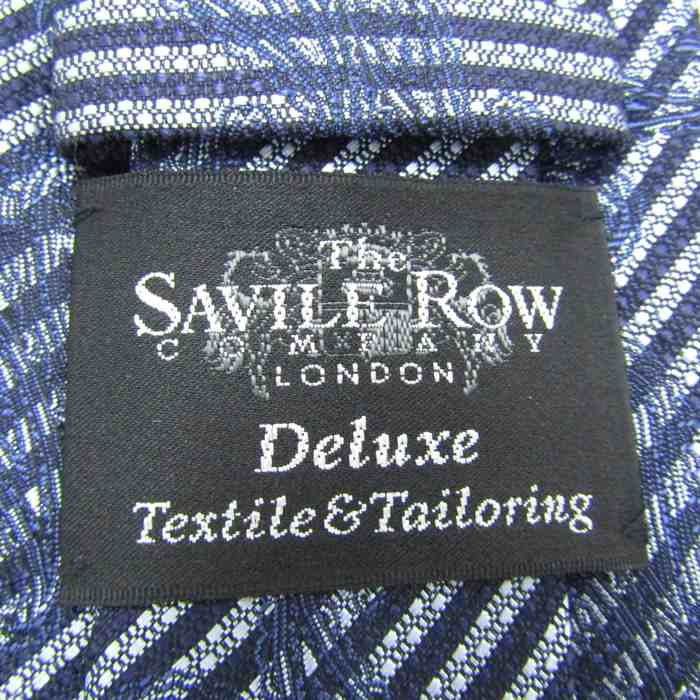 The
SAVILE ROW
COMPANY
LONDON
Deluxe
Textile & Tailoring